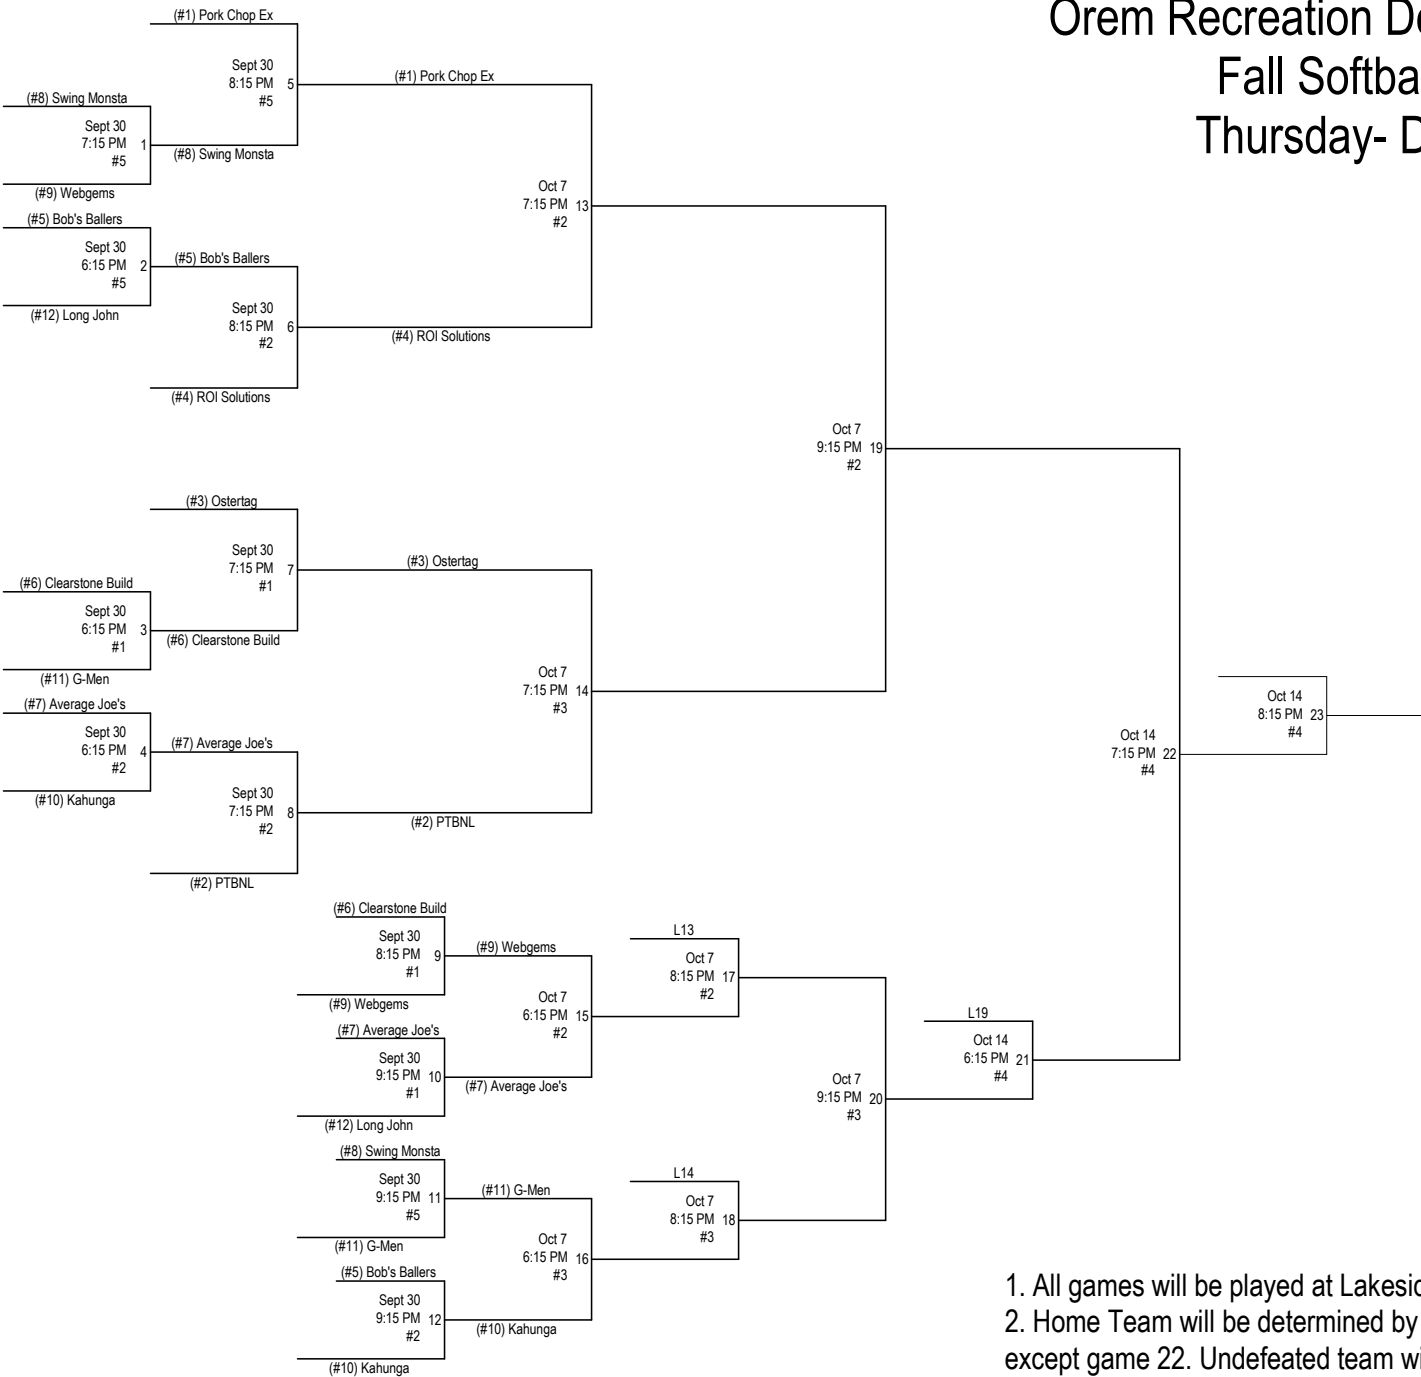 Orem Recreation De
Fall Softba
Thursday- D
(#1) Pork Chop Ex
Sept 30
8:15 PM 5
#5
(#1) Pork Chop Ex
(#8) Swing Monsta
Sept 30
7:15 PM 1
#5
(#8) Swing Monsta
(#9) Webgems
Oct 7
7:15 PM 13
#2
(#5) Bob's Ballers
Sept 30
6:15 PM 2
#5
(#5) Bob's Ballers
(#12) Long John
Sept 30
8:15 PM 6
#2
(#4) ROI Solutions
(#4) ROI Solutions
Oct 7
9:15 PM 19
#2
(#3) Ostertag
Sept 30
7:15 PM 7
#1
(#3) Ostertag
(#6) Clearstone Build
Sept 30
6:15 PM 3
#1
(#6) Clearstone Build
(#11) G-Men
Oct 7
7:15 PM 14
#3
(#7) Average Joe's
Sept 30
6:15 PM 4
#2
(#7) Average Joe's
(#10) Kahunga
Sept 30
7:15 PM 8
#2
(#2) PTBNL
(#2) PTBNL
Oct 14
8:15 PM 23
#4
Oct 14
7:15 PM 22
#4
(#6) Clearstone Build
Sept 30
8:15 PM 9
#1
(#9) Webgems
(#9) Webgems
L13
Oct 7
8:15 PM 17
#2
Oct 7
6:15 PM 15
#2
(#7) Average Joe's
Sept 30
9:15 PM 10
#1
(#7) Average Joe's
(#12) Long John
L19
Oct 14
6:15 PM 21
#4
Oct 7
9:15 PM 20
#3
(#8) Swing Monsta
Sept 30
9:15 PM 11
#5
(#11) G-Men
(#11) G-Men
L14
Oct 7
8:15 PM 18
#3
Oct 7
6:15 PM 16
#3
(#5) Bob's Ballers
Sept 30
9:15 PM 12
#2
(#10) Kahunga
(#10) Kahunga
1. All games will be played at Lakesi
2. Home Team will be determined by
except game 22. Undefeated team wi